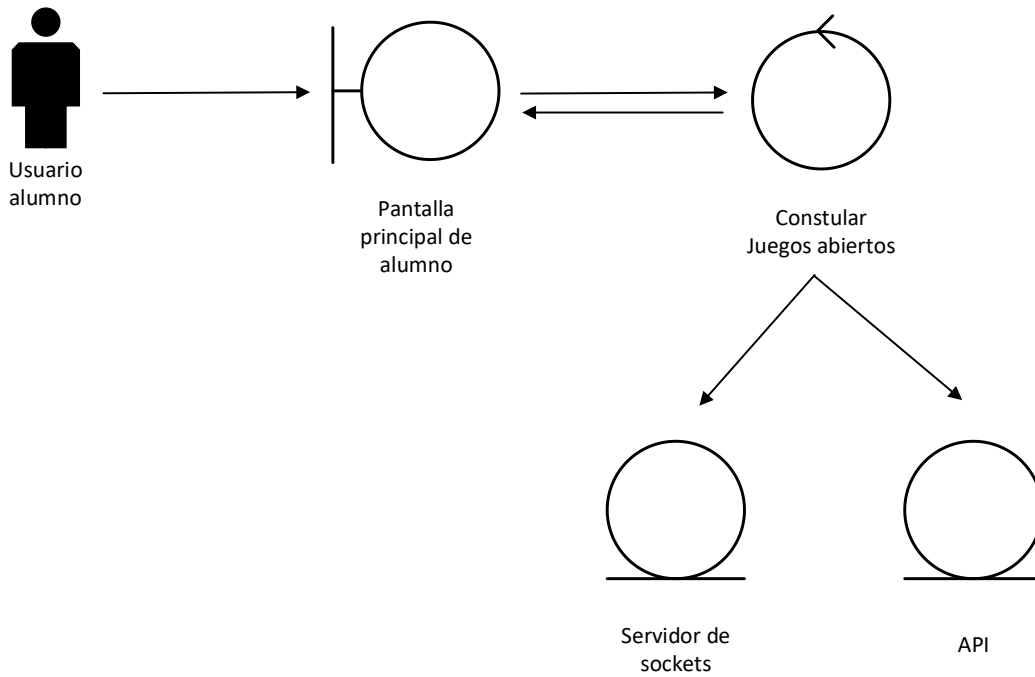 Usuario
alumno
Pantalla
principal de
alumno
Constular
Juegos abiertos
Servidor de
sockets
API